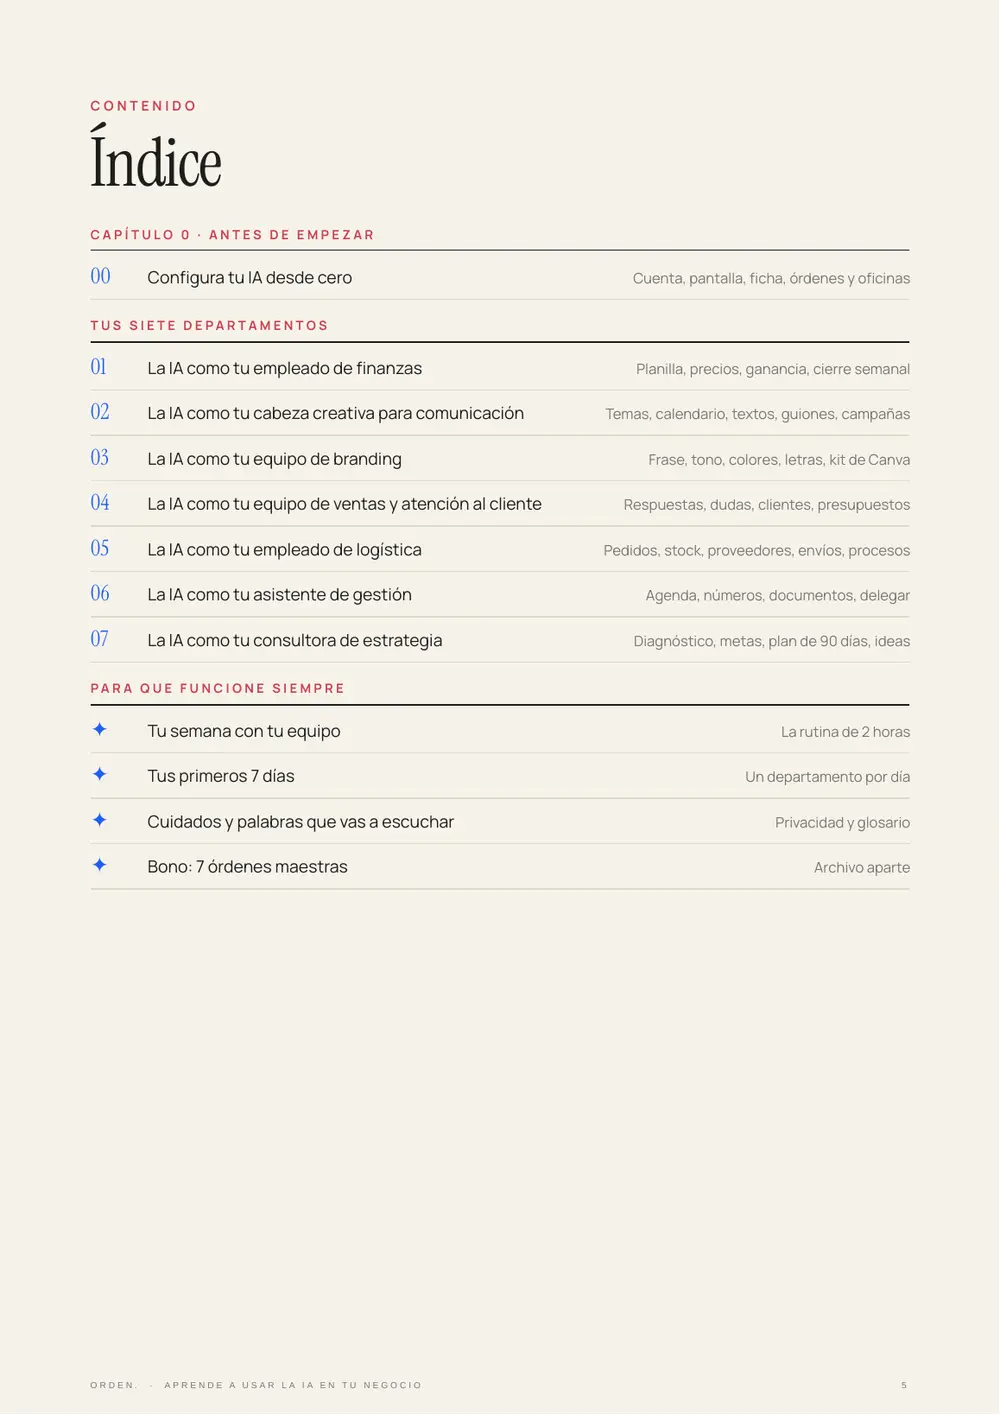 CONTENIDO
Índice
CAPÍTULO 0 · ANTES DE EMPEZAR
00 Configura tu IA desde cero Cuenta, pantalla, ficha, órdenes y oficinas
TUS SIETE DEPARTAMENTOS
01 La IA como tu empleado de finanzas Planilla, precios, ganancia, cierre semanal
02 La IA como tu cabeza creativa para comunicación Temas, calendario, textos, guiones, campañas
03 La IA como tu equipo de branding Frase, tono, colores, letras, kit de Canva
04 La IA como tu equipo de ventas y atención al cliente Respuestas, dudas, clientes, presupuestos
05 La IA como tu empleado de logística Pedidos, stock, proveedores, envíos, procesos
06 La IA como tu asistente de gestión Agenda, números, documentos, delegar
07 La IA como tu consultora de estrategia Diagnóstico, metas, plan de 90 días, ideas
PARA QUE FUNCIONE SIEMPRE
✦ Tu semana con tu equipo La rutina de 2 horas
✦ Tus primeros 7 días Un departamento por día
✦ Cuidados y palabras que vas a escuchar Privacidad y glosario
✦ Bono: 7 órdenes maestras Archivo aparte
ORDEN. · APRENDE A USAR LA IA EN TU NEGOCIO 5